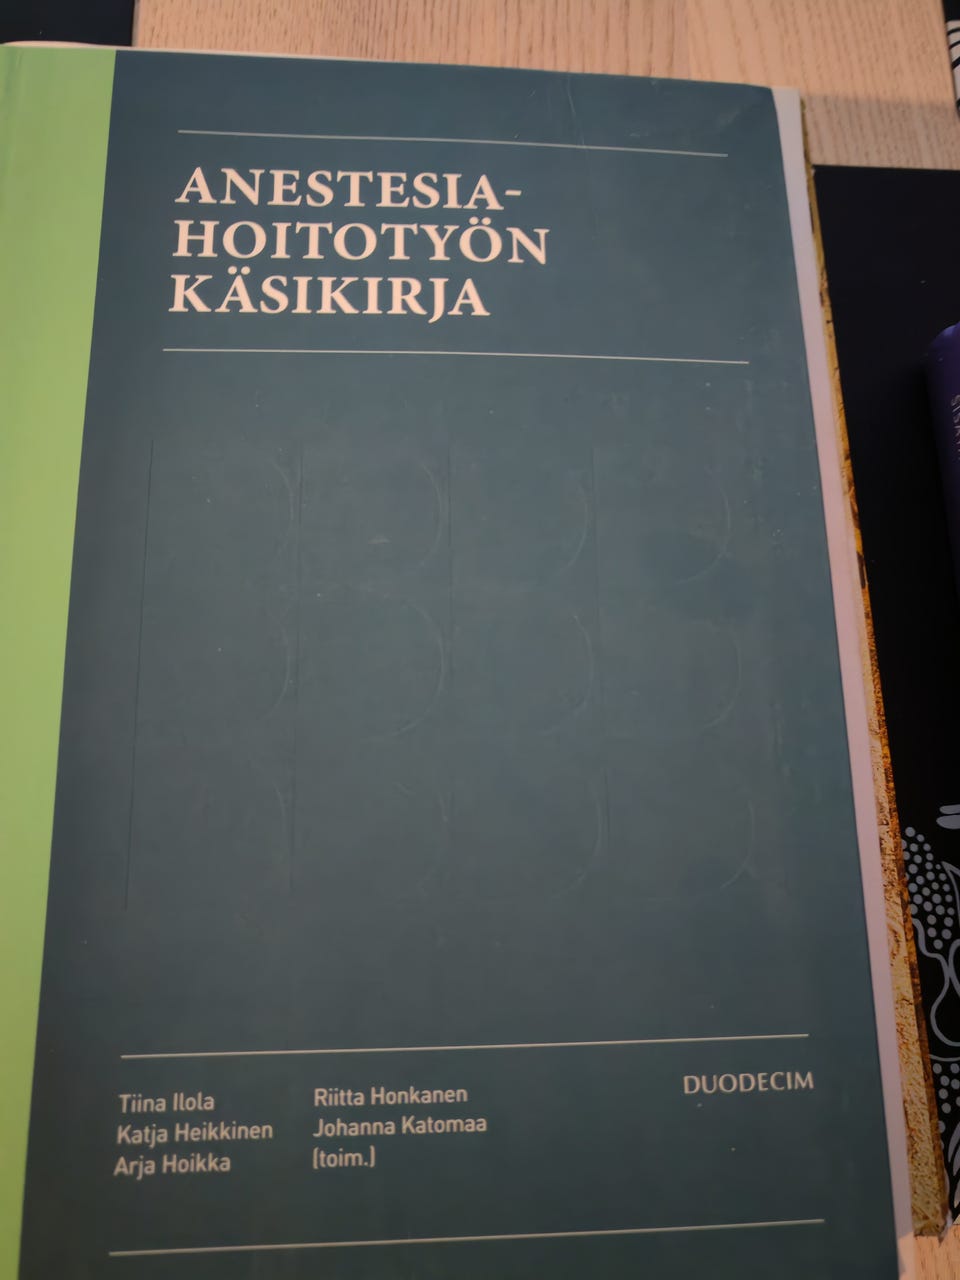 ANESTESIA-
HOITOTYÖN
KÄSIKIRJA
Tiina Ilola
Katja Heikkinen
Arja Hoikka
Riitta Honkanen
Johanna Katomaa
(toim.)
DUODECIM